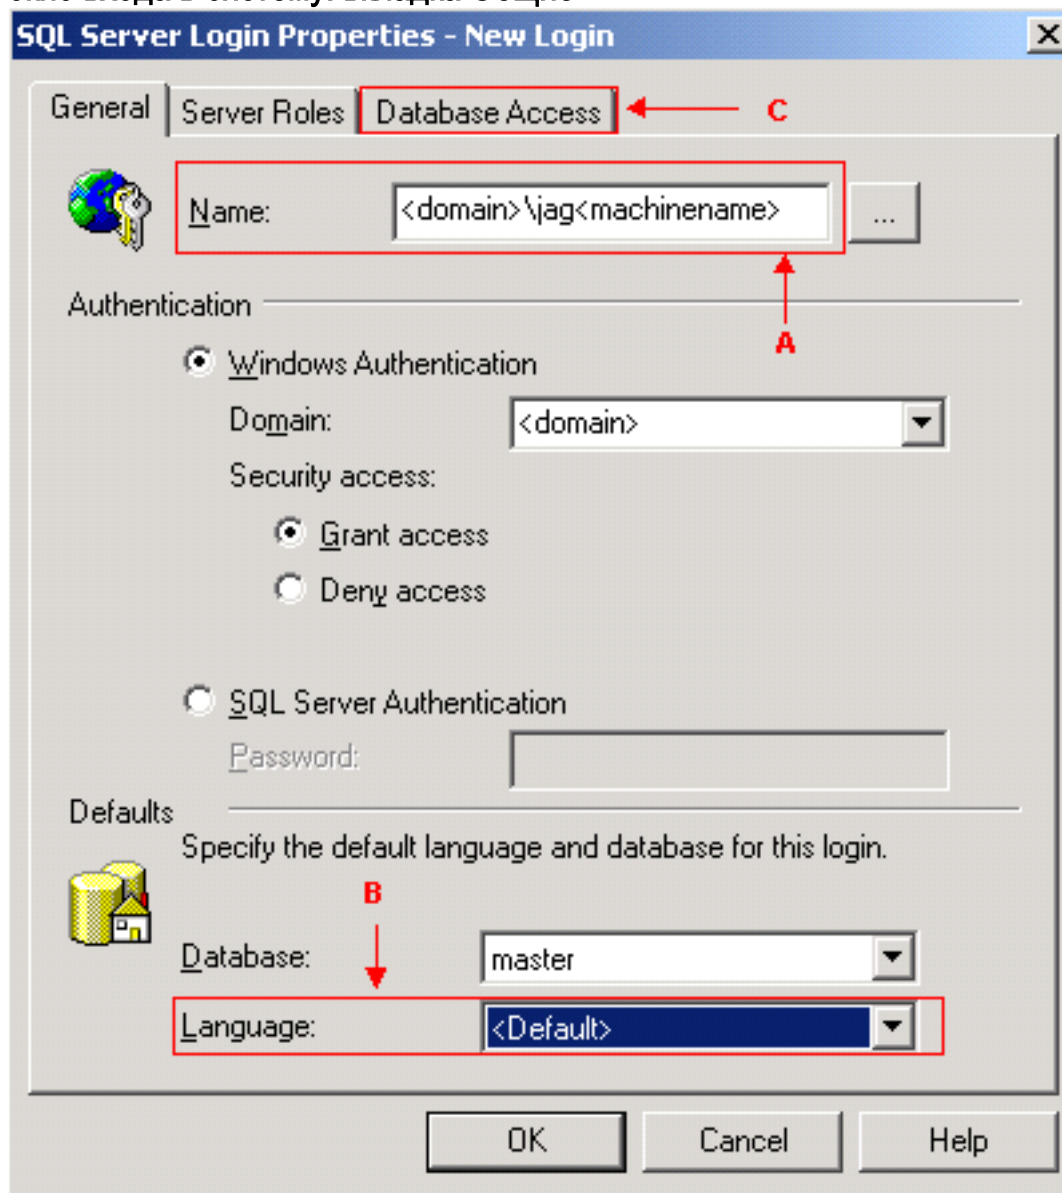 SQL Server Login Properties - New Login
General Server Roles Database Access C
Name: <domain>\jag<machinename> ...
A
Authentication
Windows Authentication
Domain: <domain>
Security access:
Grant access
Deny access
SQL Server Authentication
Password:
Defaults
Specify the default language and database for this login.
B
Database: master
Language: <Default>
OK Cancel Help